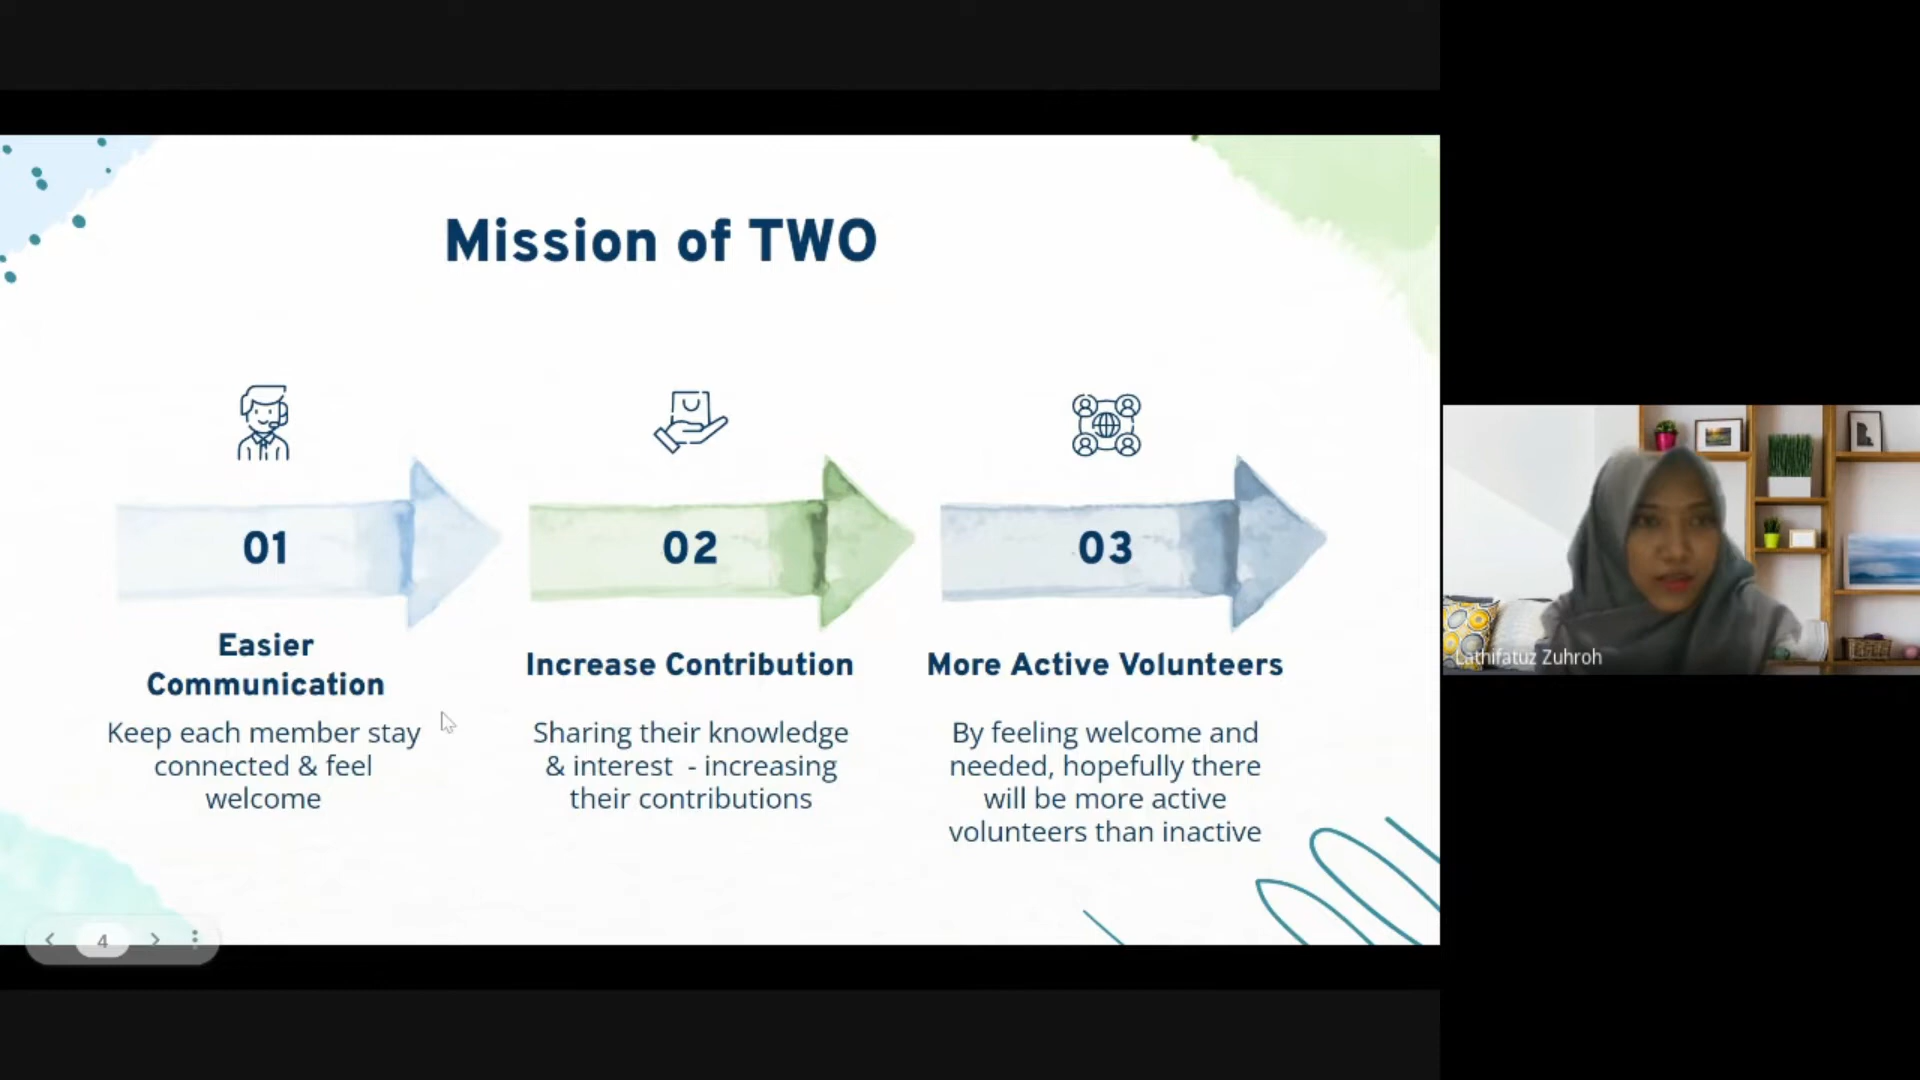 Mission of TWO
01
02
03
Easier
Communication
Keep each member stay
connected & feel
welcome
Increase Contribution
Sharing their knowledge
& interest - increasing
their contributions
More Active Volunteers
By feeling welcome and
needed, hopefully there
will be more active
volunteers than inactive
4
Lathifatuz Zuhroh